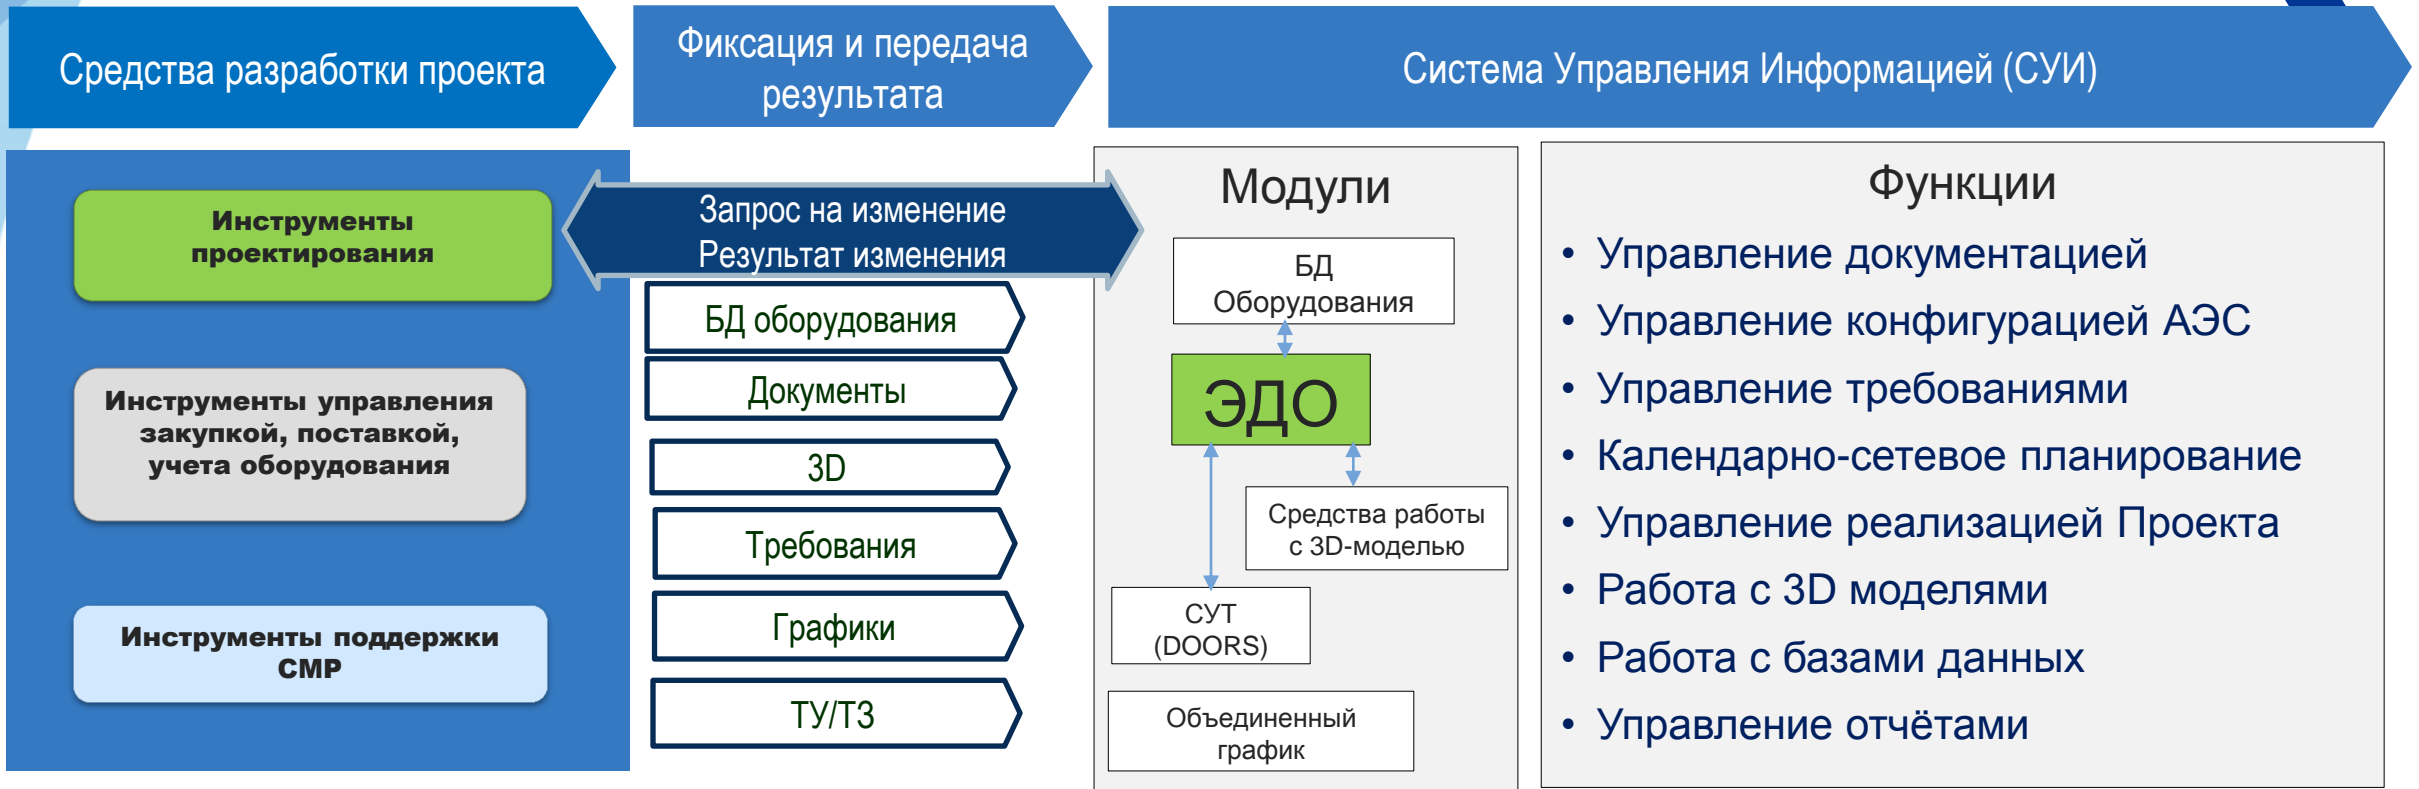 Средства разработки проекта
Фиксация и передача
результата
Система Управления Информацией (СУИ)
Инструменты
проектирования
Инструменты управления
закупкой, поставкой,
учета оборудования
Инструменты поддержки
СМР
Запрос на изменение
Результат изменения
БД оборудования
Документы
3D
Требования
Графики
ТУ/ТЗ
Модули
БД
Оборудования
ЭДО
Средства работы
с 3D-моделью
СУТ
(DOORS)
Объединенный
график
Функции
• Управление документацией
• Управление конфигурацией АЭС
• Управление требованиями
• Календарно-сетевое планирование
• Управление реализацией Проекта
• Работа с 3D моделями
• Работа с базами данных
• Управление отчётами